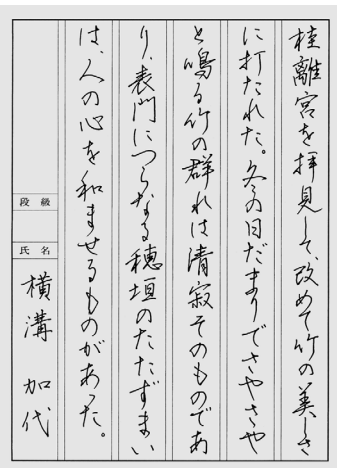 桂離宮を拝見して、改めて竹の美しさ
に打たれた。冬の日だまりでさやさや
と鳴る竹の群れは清寂そのものであ
り、表門につらなる穂垣のたたずまい
は、人の心を和ませるものがあった。
段級
氏名
横溝 加代